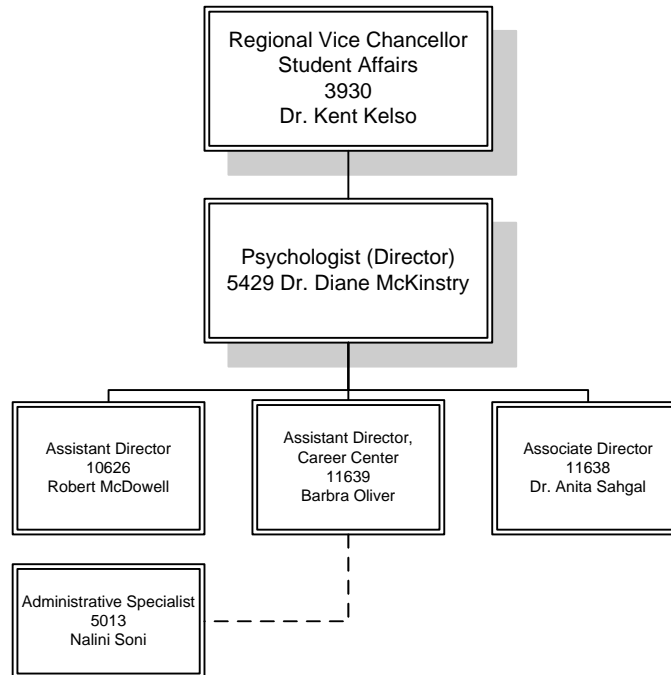 Regional Vice Chancellor
Student Affairs
3930
Dr. Kent Kelso
Psychologist (Director)
5429 Dr. Diane McKinstry
Assistant Director
10626
Robert McDowell
Assistant Director,
Career Center
11639
Barbra Oliver
Associate Director
11638
Dr. Anita Sahgal
Administrative Specialist
5013
Nalini Soni